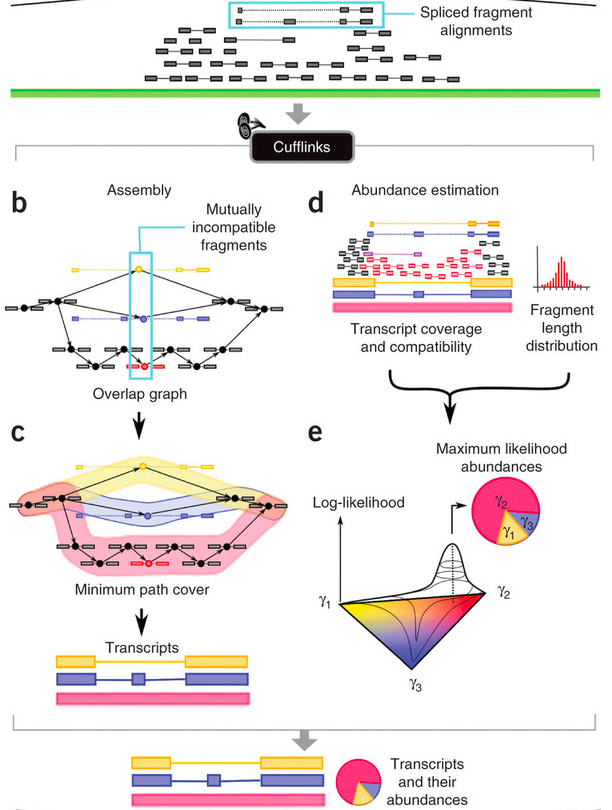 Spliced fragment
alignments
Cufflinks
b
Assembly
Mutually
incompatible
fragments
Overlap graph
d
Abundance estimation
Transcript coverage
and compatibility
Fragment
length
distribution
c
Minimum path cover
Transcripts
e
Maximum likelihood
abundances
Log-likelihood
γ2
γ3
γ1
γ1
γ2
γ3
Transcripts
and their
abundances